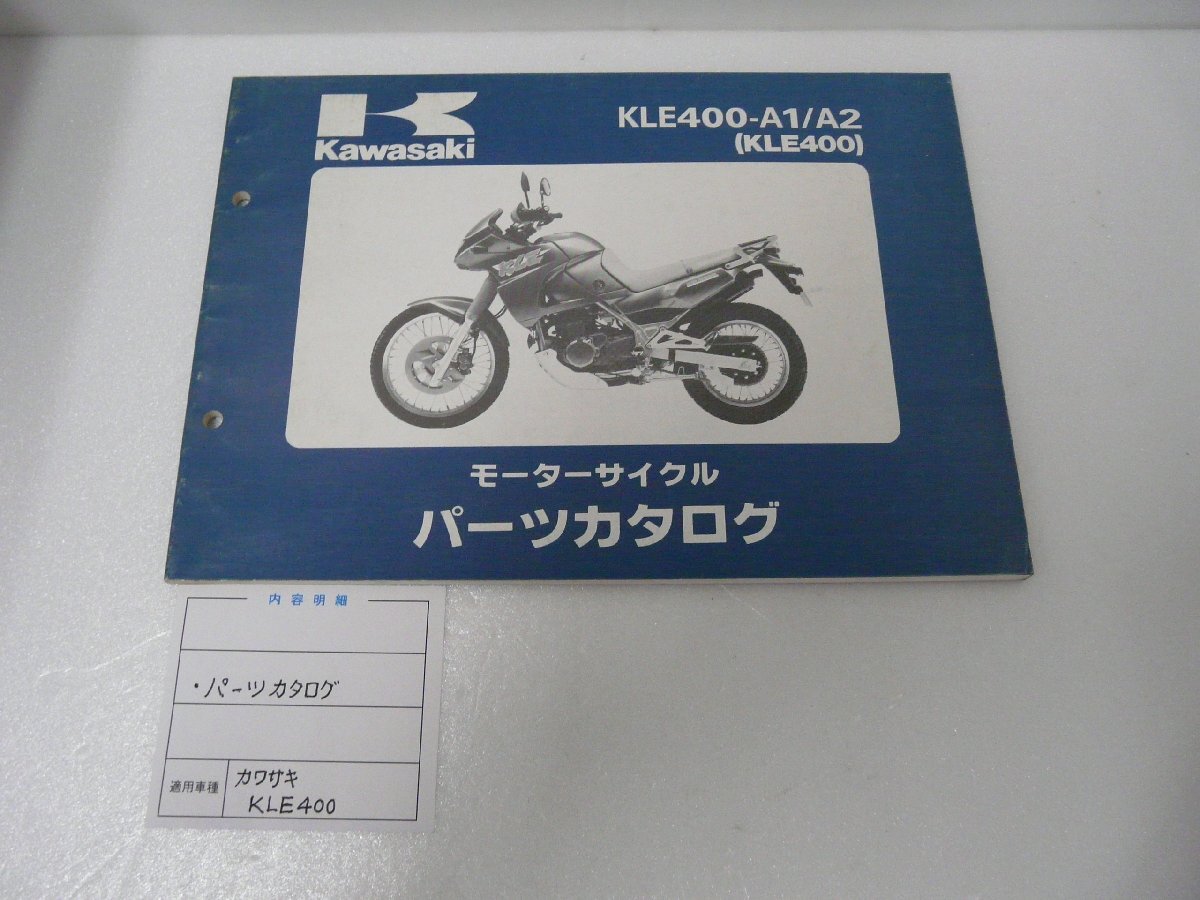 Kawasaki
KLE400-A1/A2
(KLE400)
KLE
モーターサイクル
パーツカタログ
内容明細
・パーツカタログ
適用車種
カワサキ
KLE400